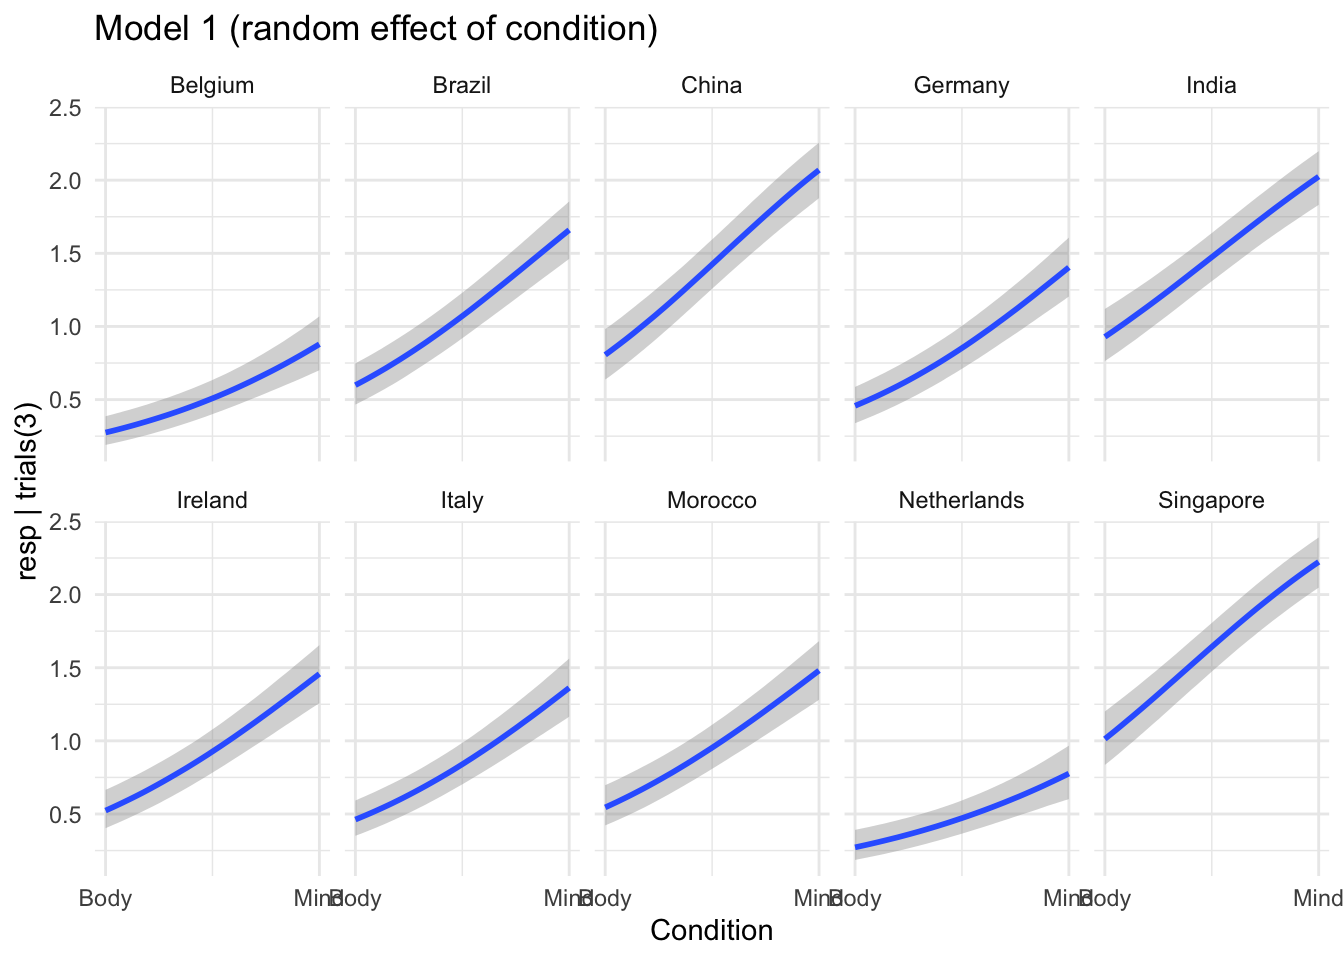 Model 1 (random effect of condition)
Belgium Brazil China Germany India
2.5
2.0
1.5
1.0
0.5
resp | trials(3)
Ireland Italy Morocco Netherlands Singapore
2.5
2.0
1.5
1.0
0.5
Body Mind Body Mind Body Mind Body Mind Body Mind
Condition